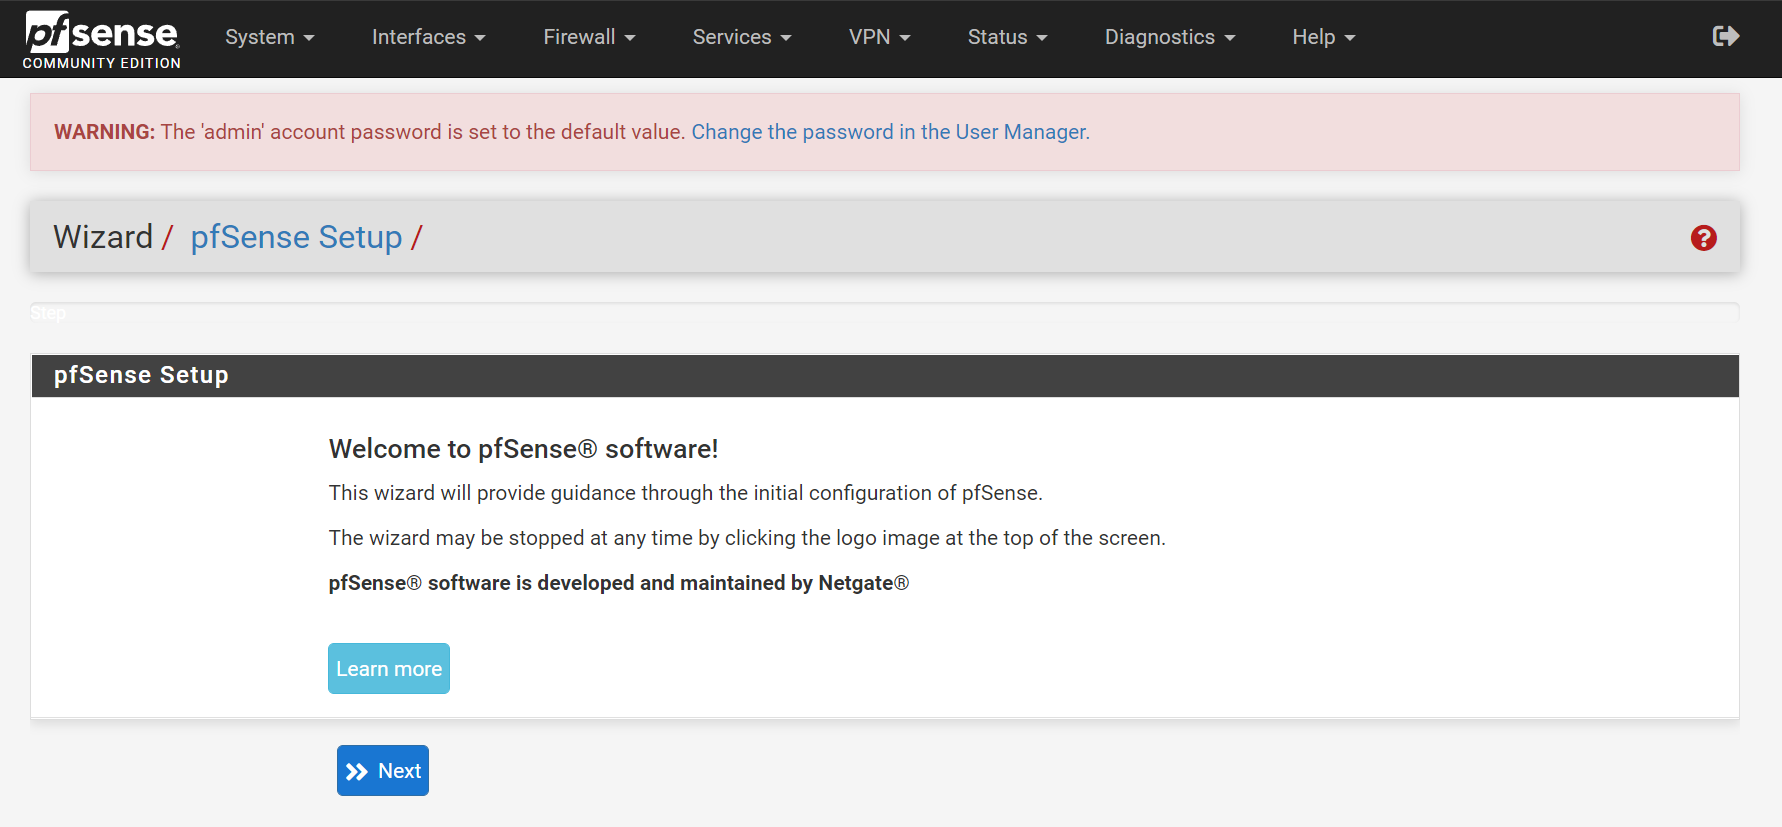 pfsense
COMMUNITY EDITION
System
Interfaces
Firewall
Services
VPN
Status
Diagnostics
Help
WARNING: The 'admin' account password is set to the default value. Change the password in the User Manager.
Wizard / pfSense Setup /
Step
pfSense Setup
Welcome to pfSense® software!
This wizard will provide guidance through the initial configuration of pfSense.
The wizard may be stopped at any time by clicking the logo image at the top of the screen.
pfSense® software is developed and maintained by Netgate®
Learn more
Next